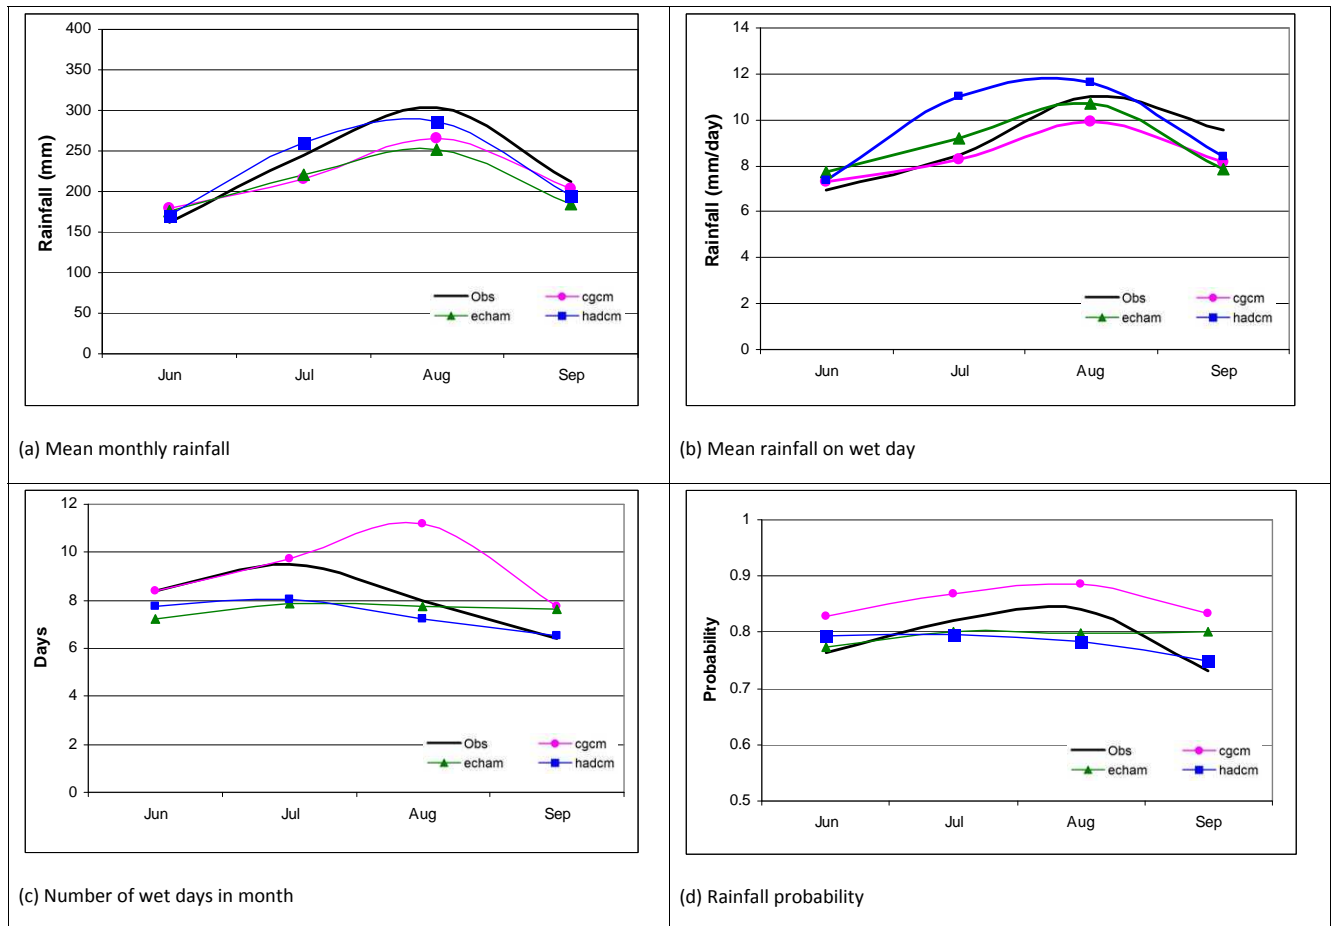 400
350
300
250
200
150
100
50
0
Rainfall (mm)
Jun Jul Aug Sep
Obs cgcm
echam hadcm
(a) Mean monthly rainfall
14
12
10
8
6
4
2
0
Rainfall (mm/day)
Jun Jul Aug Sep
Obs cgcm
echam hadcm
(b) Mean rainfall on wet day
12
10
8
6
4
2
0
Days
Jun Jul Aug Sep
Obs cgcm
echam hadcm
(c) Number of wet days in month
1
0.9
0.8
0.7
0.6
0.5
Probability
Jun Jul Aug Sep
Obs cgcm
echam hadcm
(d) Rainfall probability